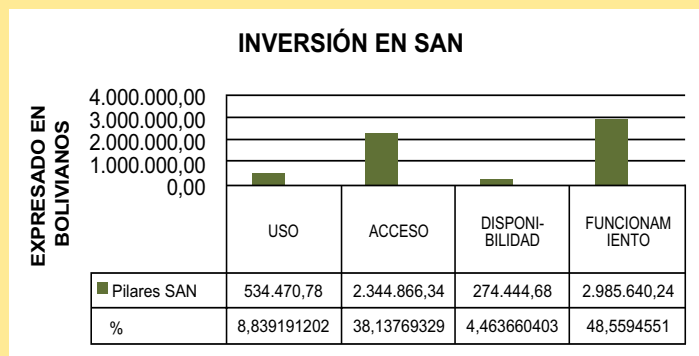 INVERSIÓN EN SAN
EXPRESADO EN
BOLIVIANOS
4.000.000,00
3.000.000,00
2.000.000,00
1.000.000,00
0,00
USO ACCESO DISPONI-
BILIDAD FUNCIONAM
IENTO
Pilares SAN 534.470,78 2.344.866,34 274.444,68 2.985.640,24
% 8,839191202 38,13769329 4,463660403 48,5594551